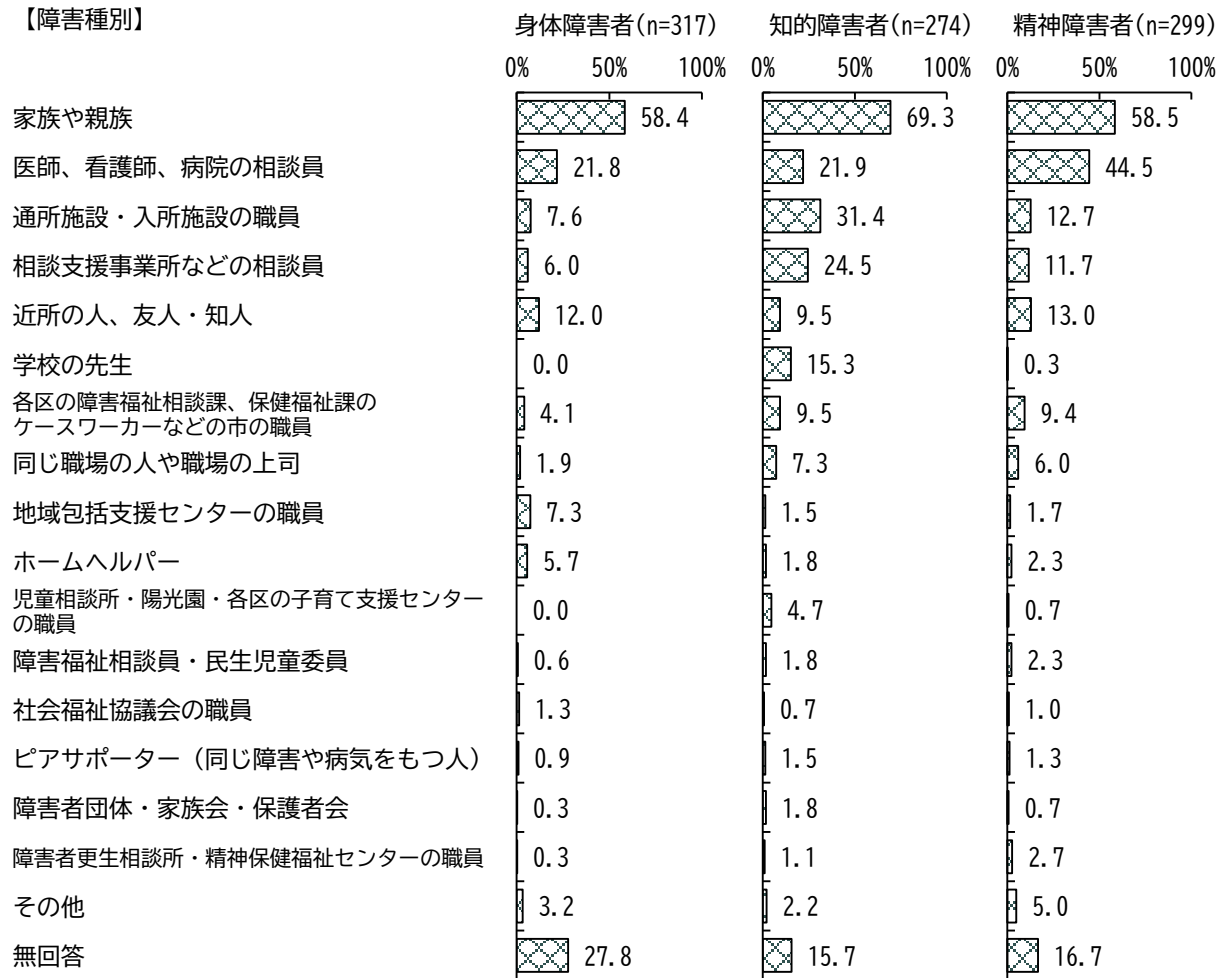 【障害種別】
身体障害者(n=317) 知的障害者(n=274) 精神障害者(n=299)
0% 50% 100% 0% 50% 100% 0% 50% 100%
家族や親族 58.4 69.3 58.5
医師、看護師、病院の相談員 21.8 21.9 44.5
通所施設・入所施設の職員 7.6 31.4 12.7
相談支援事業所などの相談員 6.0 24.5 11.7
近所の人、友人・知人 12.0 9.5 13.0
学校の先生 0.0 15.3 0.3
各区の障害福祉相談課、保健福祉課の
ケースワーカーなどの市の職員 4.1 9.5 9.4
同じ職場の人や職場の上司 1.9 7.3 6.0
地域包括支援センターの職員 7.3 1.5 1.7
ホームヘルパー 5.7 1.8 2.3
児童相談所・陽光園・各区の子育て支援センター
の職員 0.0 4.7 0.7
障害福祉相談員・民生児童委員 0.6 1.8 2.3
社会福祉協議会の職員 1.3 0.7 1.0
ピアサポーター（同じ障害や病気をもつ人） 0.9 1.5 1.3
障害者団体・家族会・保護者会 0.3 1.8 0.7
障害者更生相談所・精神保健福祉センターの職員 0.3 1.1 2.7
その他 3.2 2.2 5.0
無回答 27.8 15.7 16.7